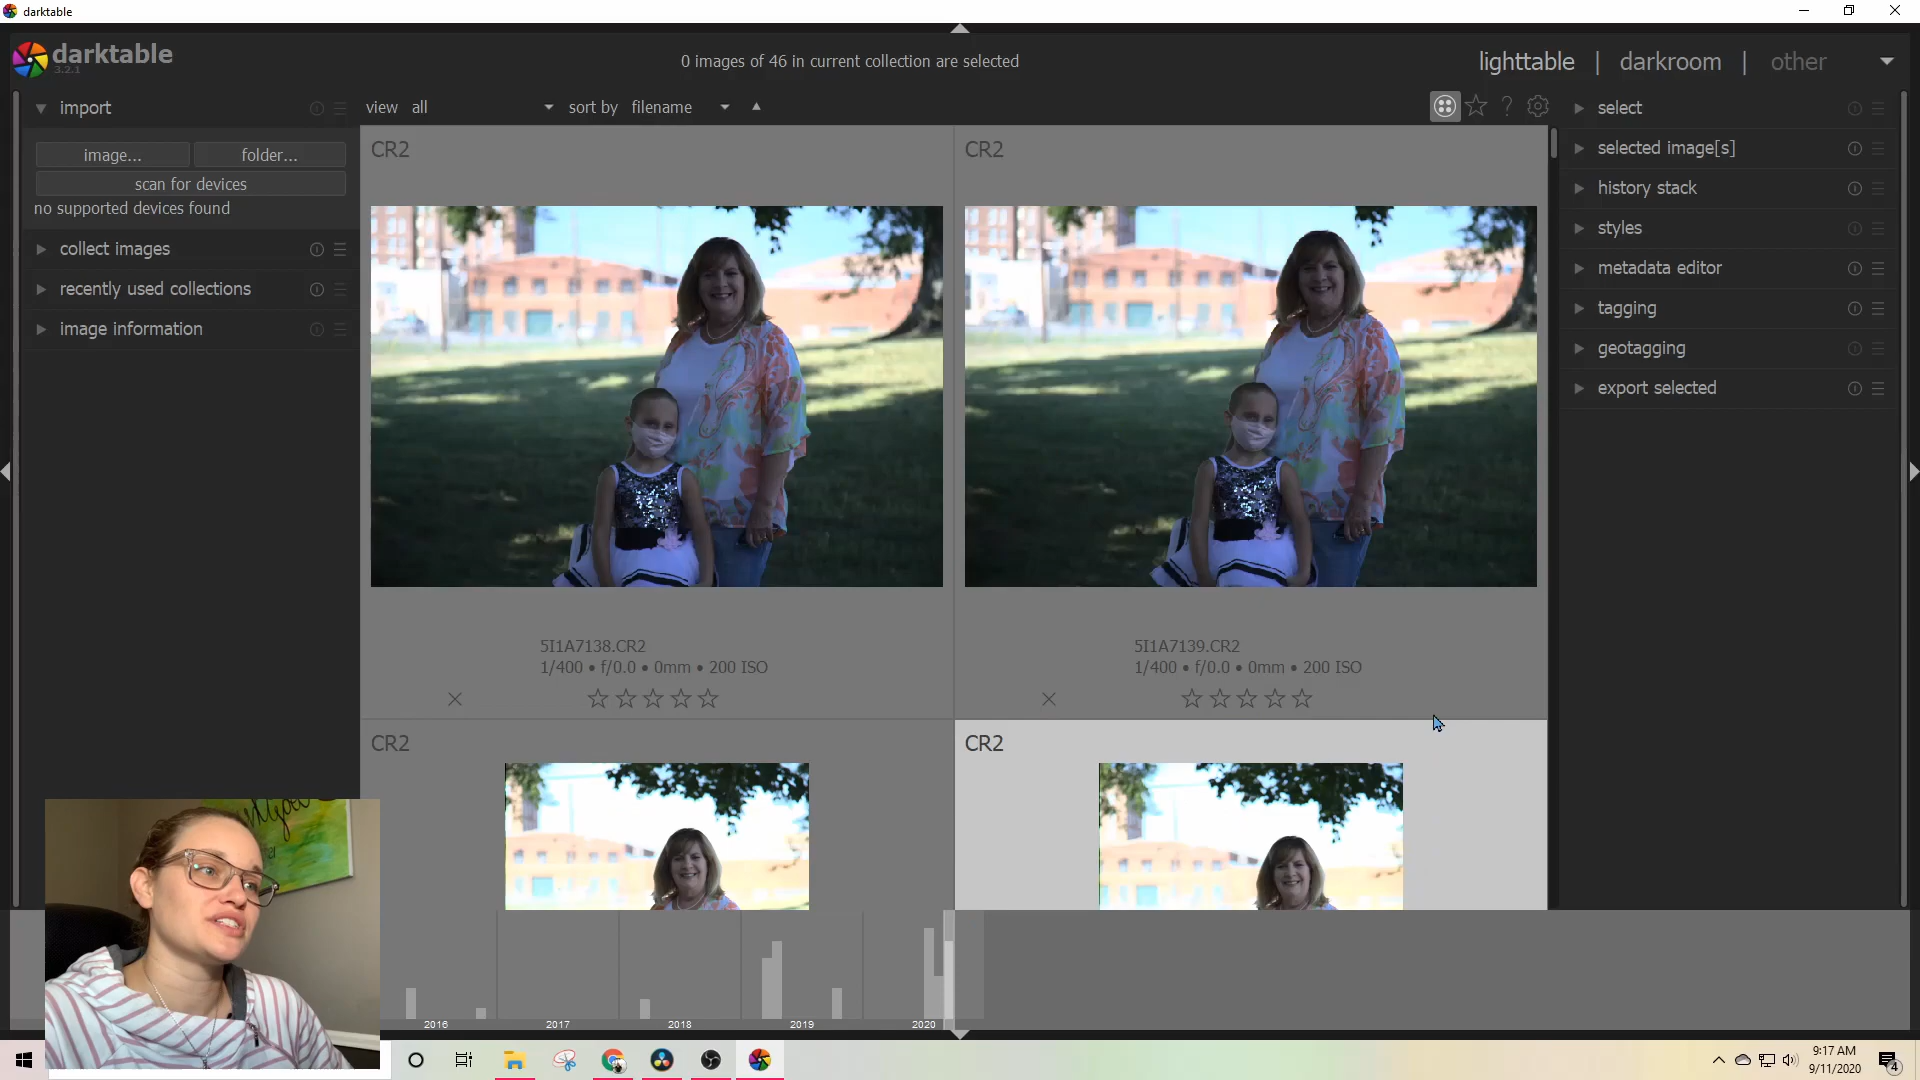 darktable
darktable
3.2.1
0 images of 46 in current collection are selected
lighttable | darkroom | other
import
view all
sort by filename
select
image...
folder...
scan for devices
no supported devices found
collect images
recently used collections
image information
selected image[s]
history stack
styles
metadata editor
tagging
geotagging
export selected
CR2
CR2
5I1A7138.CR2
1/400 • f/0.0 • 0mm • 200 ISO
5I1A7139.CR2
1/400 • f/0.0 • 0mm • 200 ISO
CR2
CR2
2016
2017
2018
2019
2020
9:17 AM
9/11/2020
4